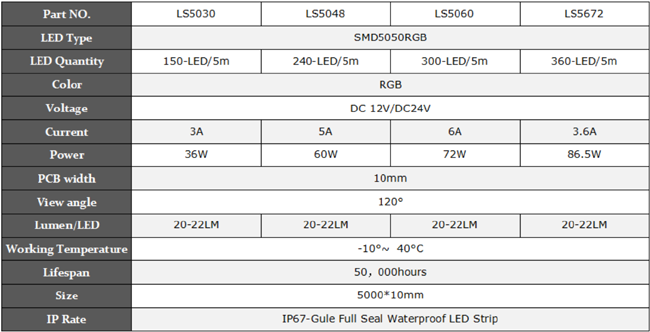 Part NO. LS5030 LS5048 LS5060 LS5672
LED Type SMD5050RGB
LED Quantity 150-LED/5m 240-LED/5m 300-LED/5m 360-LED/5m
Color RGB
Voltage DC 12V/DC24V
Current 3A 5A 6A 3.6A
Power 36W 60W 72W 86.5W
PCB width 10mm
View angle 120°
Lumen/LED 20-22LM 20-22LM 20-22LM 20-22LM
Working Temperature -10°~ 40°C
Lifespan 50，000hours
Size 5000*10mm
IP Rate IP67-Gule Full Seal Waterproof LED Strip